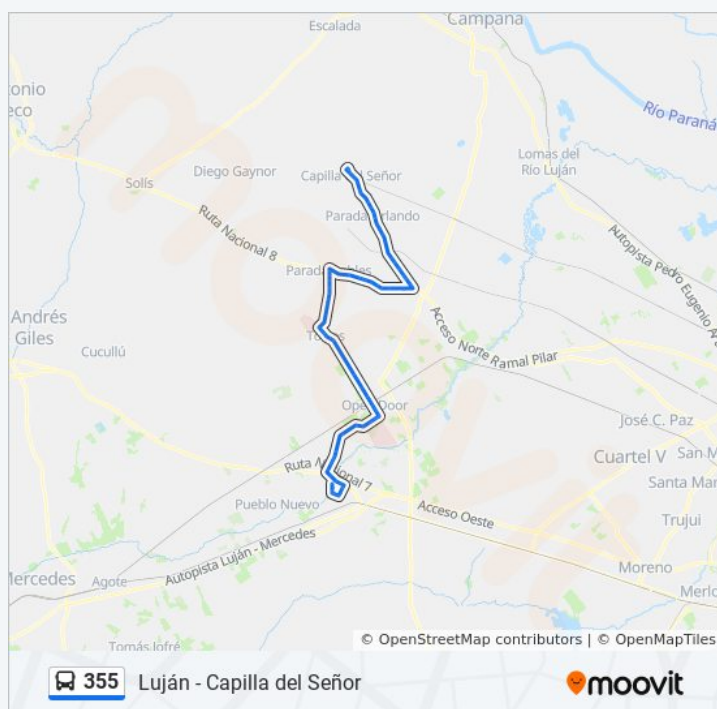 Campana
Escalada
Río Paraná
Lomas del
Río Luján
Diego Gaynor
Capilla del Señor
Solís
Ruta Nacional 8
Autopista Pedro Eugenio
Andrés
Giles
Cucullú
Acceso Norte Ramal Pilar
Open Door
José C. Paz
Cuartel V
San M
Santa Mar
Ruta Nacional 7
Pueblo Nuevo
Acceso Oeste
Trujui
Autopista Luján - Mercedes
Moreno
Mercedes
Agote
Merlo
Tomás Jofré
© OpenStreetMap contributors | © OpenMapTiles
355 Luján - Capilla del Señor
moovit